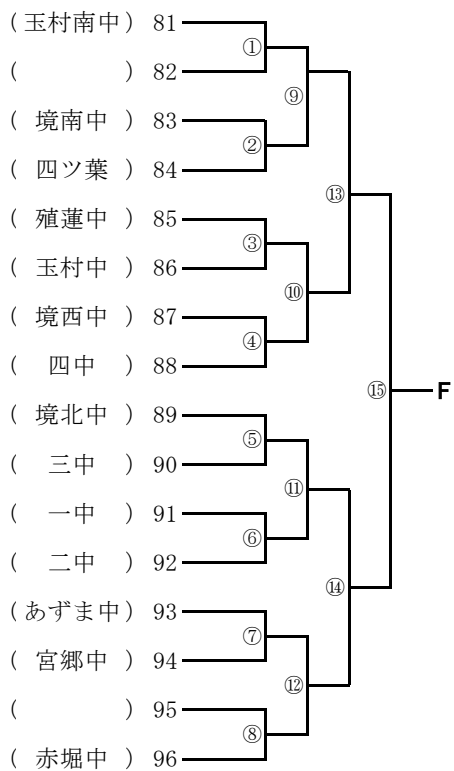 (玉村南中) 81
①
(　　　) 82
⑨
(境南中) 83
②
(四ツ葉) 84
⑬
(殖蓮中) 85
③
(玉村中) 86
⑩
(境西中) 87
④
(四中) 88
⑮ F
(境北中) 89
⑤
(三中) 90
⑪
(一中) 91
⑥
(二中) 92
⑭
(あずま中) 93
⑦
(宮郷中) 94
⑫
(　　　) 95
⑧
(赤堀中) 96